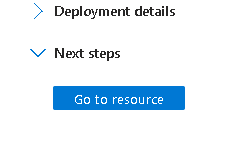 Deployment details
Next steps
Go to resource